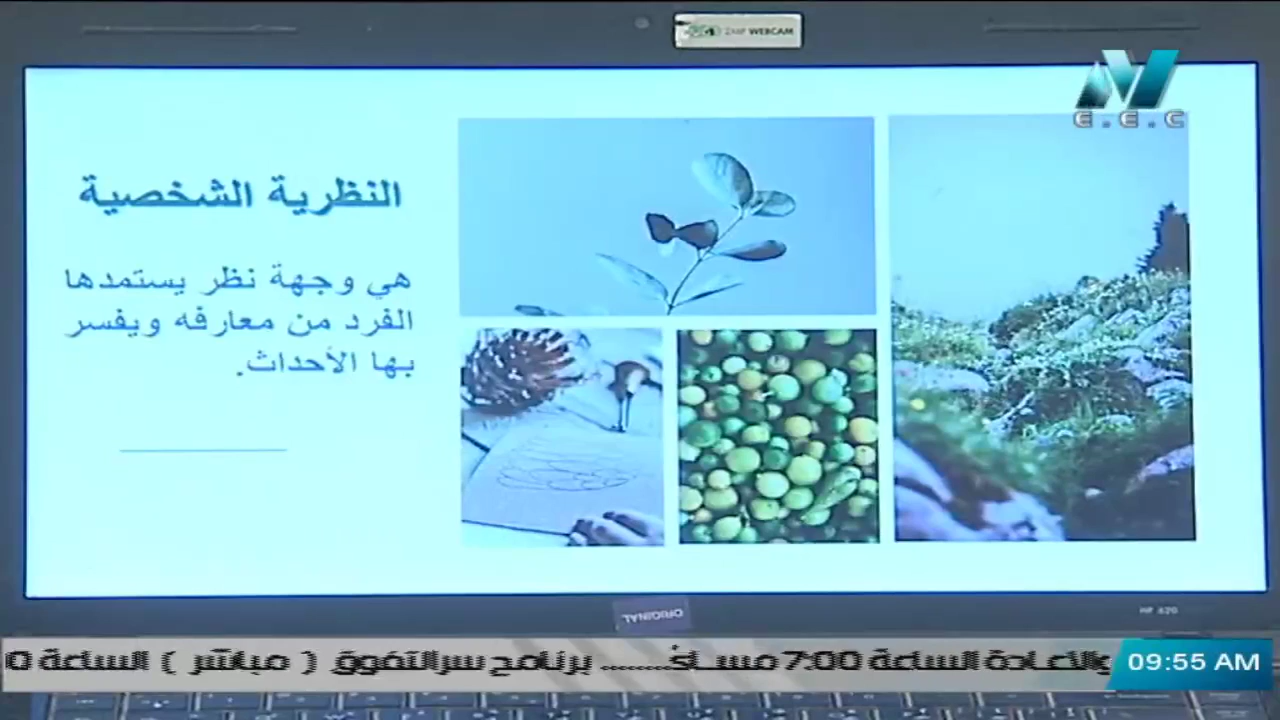 2MP WEBCAM
E.E.C
النظرية الشخصية
هي وجهة نظر يستمدها
الفرد من معارفه ويفسر
بها الأحداث.
ORIGINAL
HP 620
والاعادة الساعة 7:00 مساءً........ برنامج سر التفوق ( مباشر ) الساعة
09:55 AM